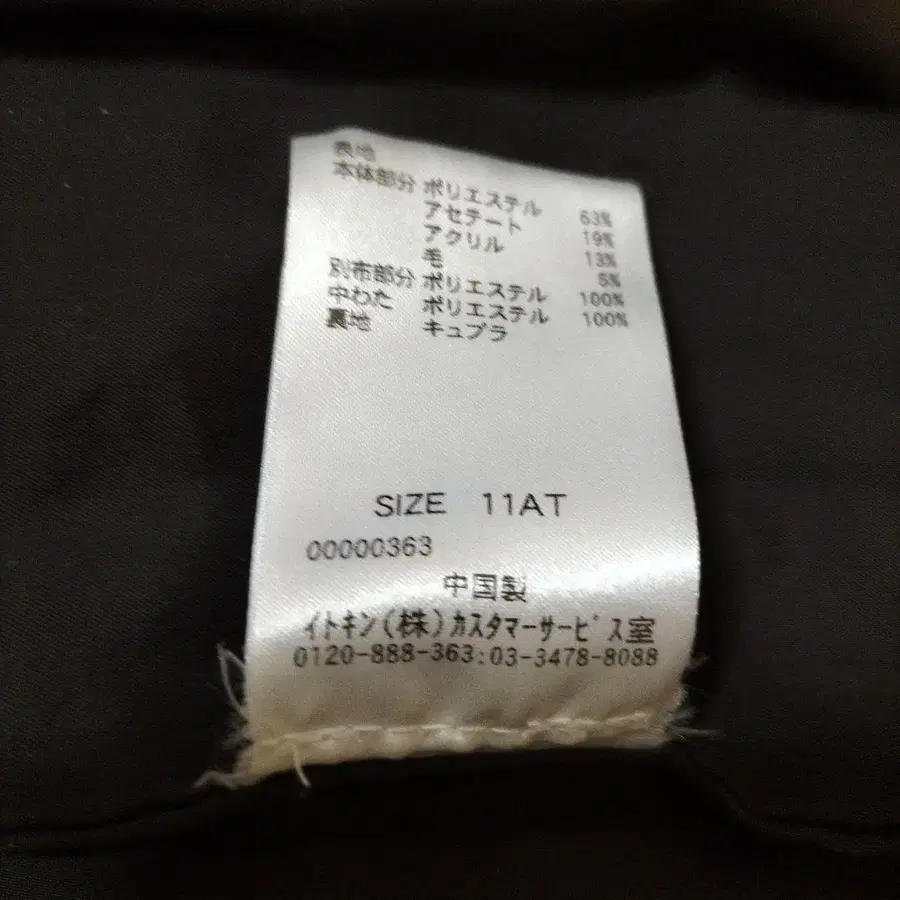 表地
本体部分 ポリエステル 63%
アセテート 19%
アクリル 13%
毛 5%
別布部分 ポリエステル 100%
中わた ポリエステル 100%
裏地 キュプラ
SIZE 11AT
00000363
中国製
イトキン(株)カスタマーサービス室
0120-888-363:03-3478-8088